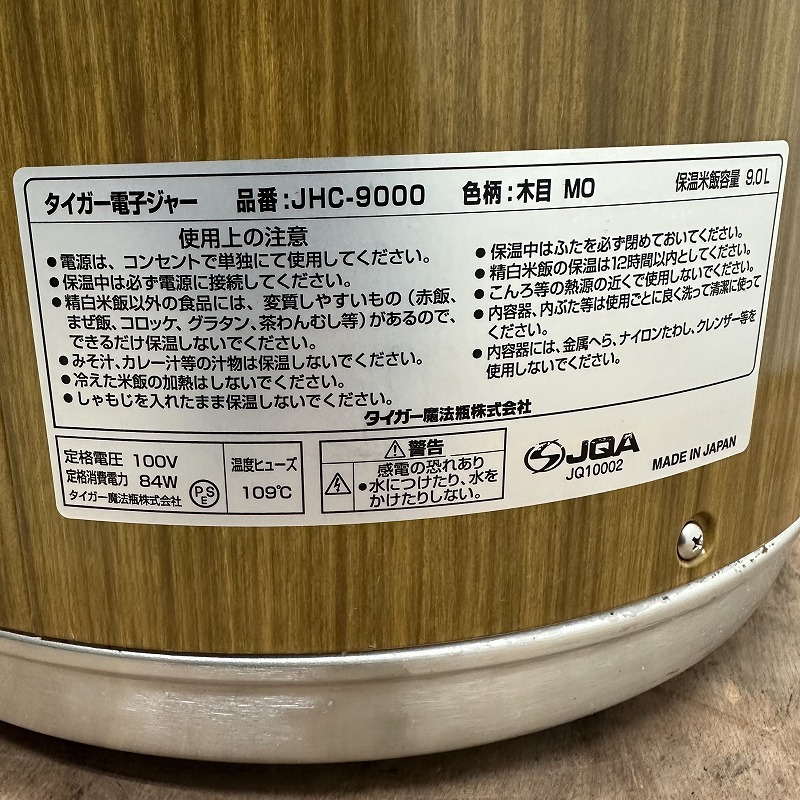 タイガー電子ジャー 品番:JHC-9000 色柄:木目 MO 保温米飯容量 9.0L
使用上の注意
●電源は、コンセントで単独にて使用してください。
●保温中は必ず電源に接続してください。
●精白米飯以外の食品には、変質しやすいもの(赤飯、
まぜ飯、コロッケ、グラタン、茶わんむし等)があるので、
できるだけ保温しないでください。
●みそ汁、カレー汁等の汁物は保温しないでください。
●冷えた米飯の加熱はしないでください。
●しゃもじを入れたまま保温しないでください。
●保温中はふたを必ず閉めておいてください。
●精白米飯の保温は12時間以内としてください。
●こんろ等の熱源の近くで使用しないでください。
●内容器、内ぶた等は使用ごとに良く洗って清潔に使って
ください。
●内容器には、金属へら、ナイロンたわし、クレンザー等を
使用しないでください。
タイガー魔法瓶株式会社
定格電圧 100V
定格消費電力 84W
タイガー魔法瓶株式会社
PSE
温度ヒューズ
109℃
警告
感電の恐れあり
●水につけたり、水を
かけたりしない。
JQA
JQ10002
MADE IN JAPAN